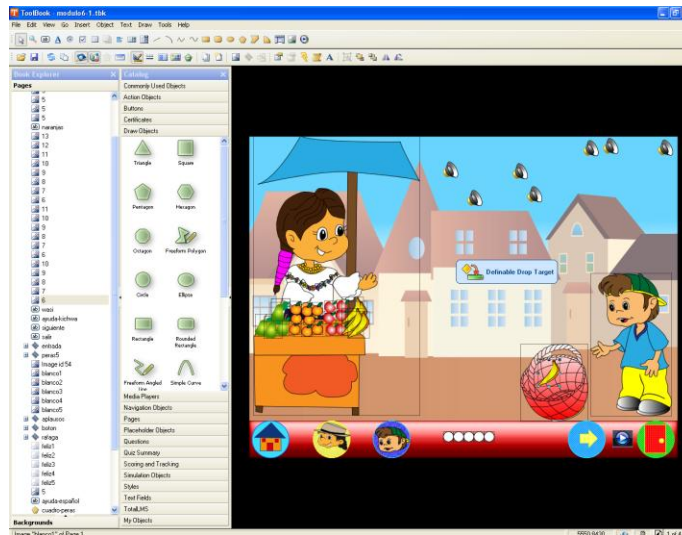 ToolBook - modulo6-1.tbk
File Edit View Go Insert Object Text Draw Tools Help
Book Explorer
Pages
5
5
5
naranjas
13
12
11
10
9
8
7
6
11
10
9
8
7
6
10
9
8
7
6
wasi
ayuda-kichwa
siguiente
salir
entrada
peras5
Image id 54
blanco1
blanco2
blanco3
blanco4
blanco5
aplausos
boton
rafaga
feliz1
feliz2
feliz3
feliz4
feliz5
5
ayuda-español
cuadro-peras
Backgrounds
Catalog
Commonly Used Objects
Action Objects
Buttons
Certificates
Draw Objects
Triangle Square
Pentagon Hexagon
Octagon Freeform Polygon
Circle Ellipse
Rectangle Rounded
Rectangle
Freeform Angled Simple Curve
Line
Media Players
Navigation Objects
Pages
Placeholder Objects
Questions
Quiz Summary
Scoring and Tracking
Simulation Objects
Styles
Text Fields
TotalLMS
My Objects
Definable Drop Target
Image "blanco1" of Page 1